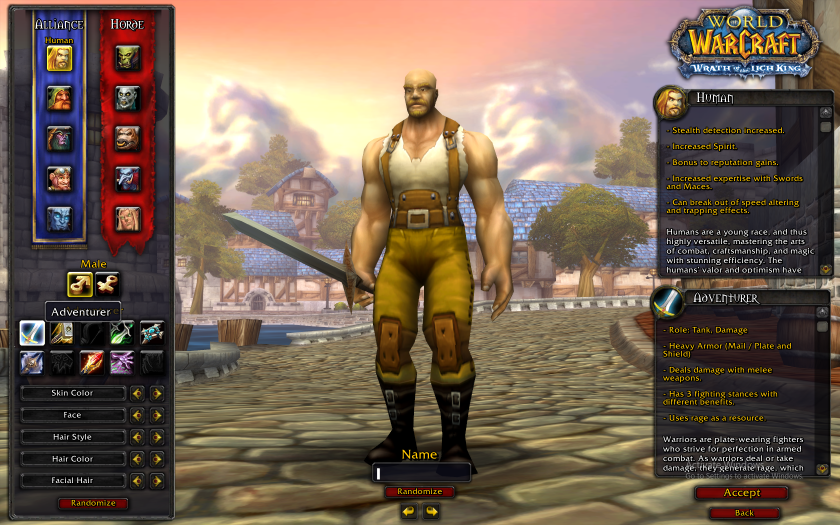 Alliance
Horde
Human
Male
Adventurer
Skin Color
Face
Hair Style
Hair Color
Facial Hair
Randomize
Name
Randomize
World
of
Warcraft
Wrath of the Lich King
Human
- Stealth detection increased.
- Increased Spirit.
- Bonus to reputation gains.
- Increased expertise with Swords
and Maces.
- Can break out of speed altering
and trapping effects.
Humans are a young race, and thus
highly versatile, mastering the arts
of combat, craftsmanship, and magic
with stunning efficiency. The
humans' valor and optimism have
Adventurer
- Role: Tank, Damage
- Heavy Armor (Mail / Plate and
Shield)
- Deals damage with melee
weapons.
- Has 3 fighting stances with
different benefits.
- Uses rage as a resource.
Warriors are plate-wearing fighters
who strive for perfection in armed
combat. As warriors deal or take
damage, they generate rage, which
Go to Settings to activate Windows.
Accept
Back